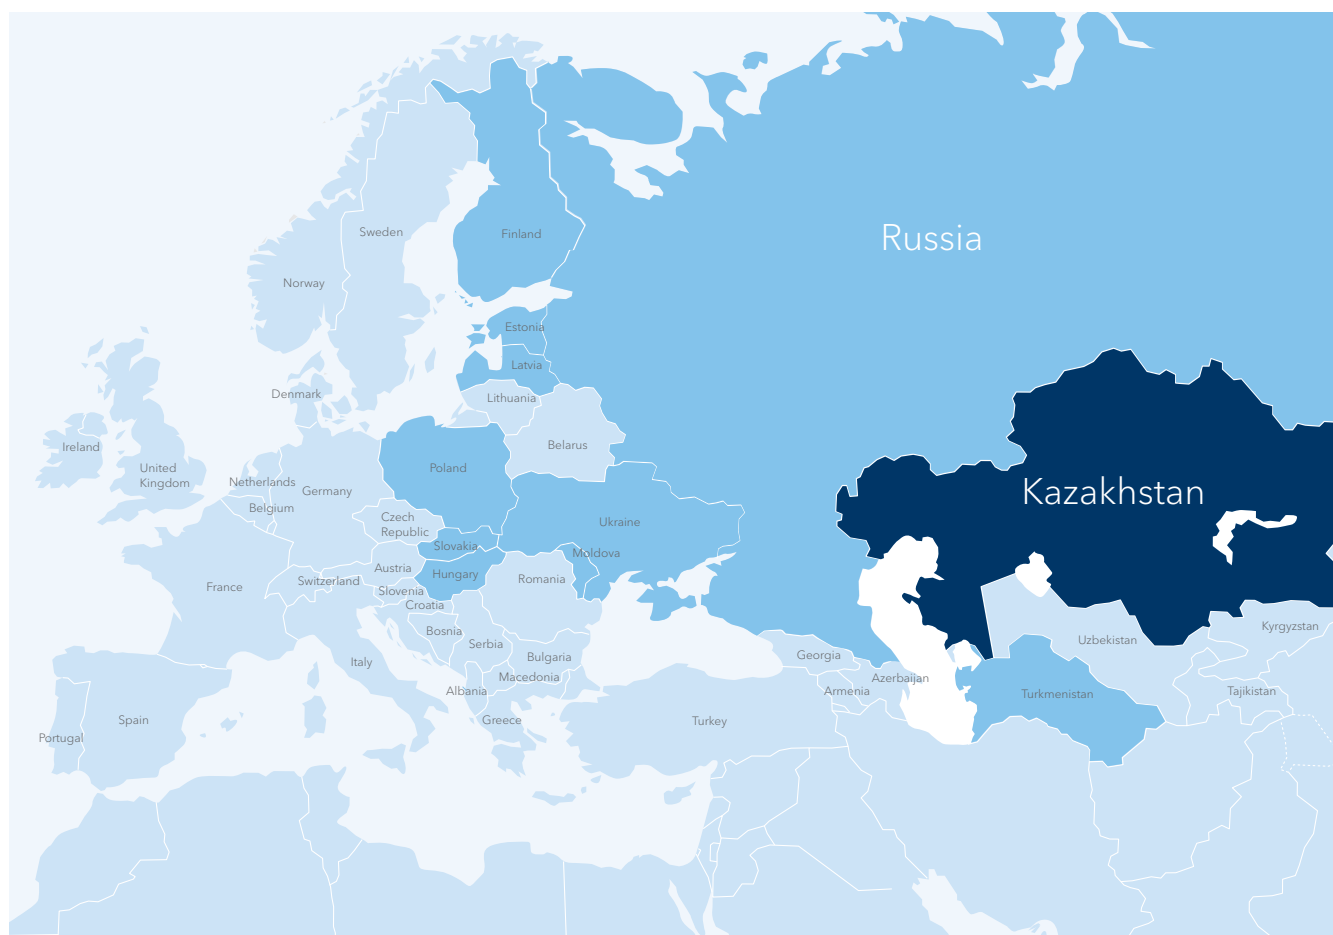 Russia
Finland
Sweden
Norway
Estonia
Latvia
Denmark
Lithuania
Belarus
Ireland
United
Kingdom
Netherlands
Belgium
Germany
Poland
Kazakhstan
Czech
Republic
Ukraine
Slovakia
Moldova
Austria
Hungary
Romania
France
Switzerland
Slovenia
Croatia
Bosnia
Serbia
Italy
Bulgaria
Macedonia
Albania
Greece
Georgia
Azerbaijan
Armenia
Uzbekistan
Kyrgyzstan
Turkmenistan
Tajikistan
Spain
Portugal
Turkey